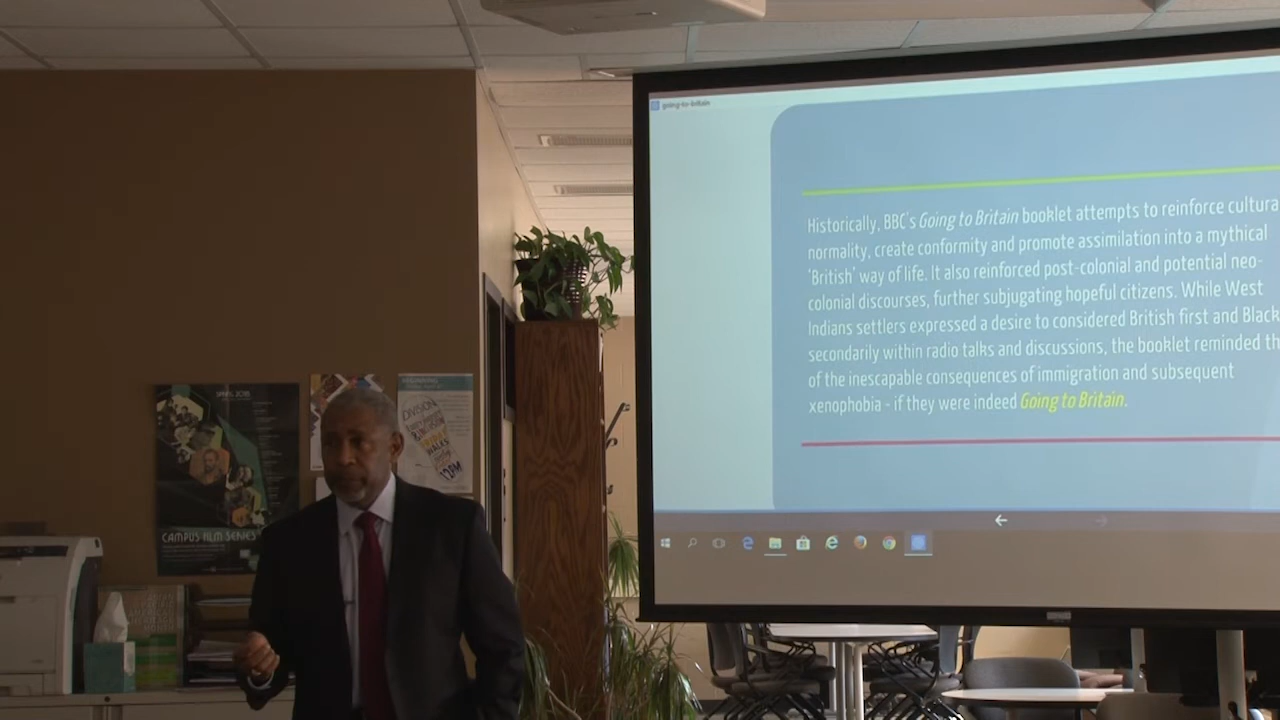 going-to-britain
Historically, BBC's Going to Britain booklet attempts to reinforce cultura
normality, create conformity and promote assimilation into a mythical
'British' way of life. It also reinforced post-colonial and potential neo-
colonial discourses, further subjugating hopeful citizens. While West
Indians settlers expressed a desire to considered British first and Black
secondarily within radio talks and discussions, the booklet reminded th
of the inescapable consequences of immigration and subsequent
xenophobia - if they were indeed Going to Britain.
CAMPUS FILM SERIES
DIVISION
WALKS
12PM